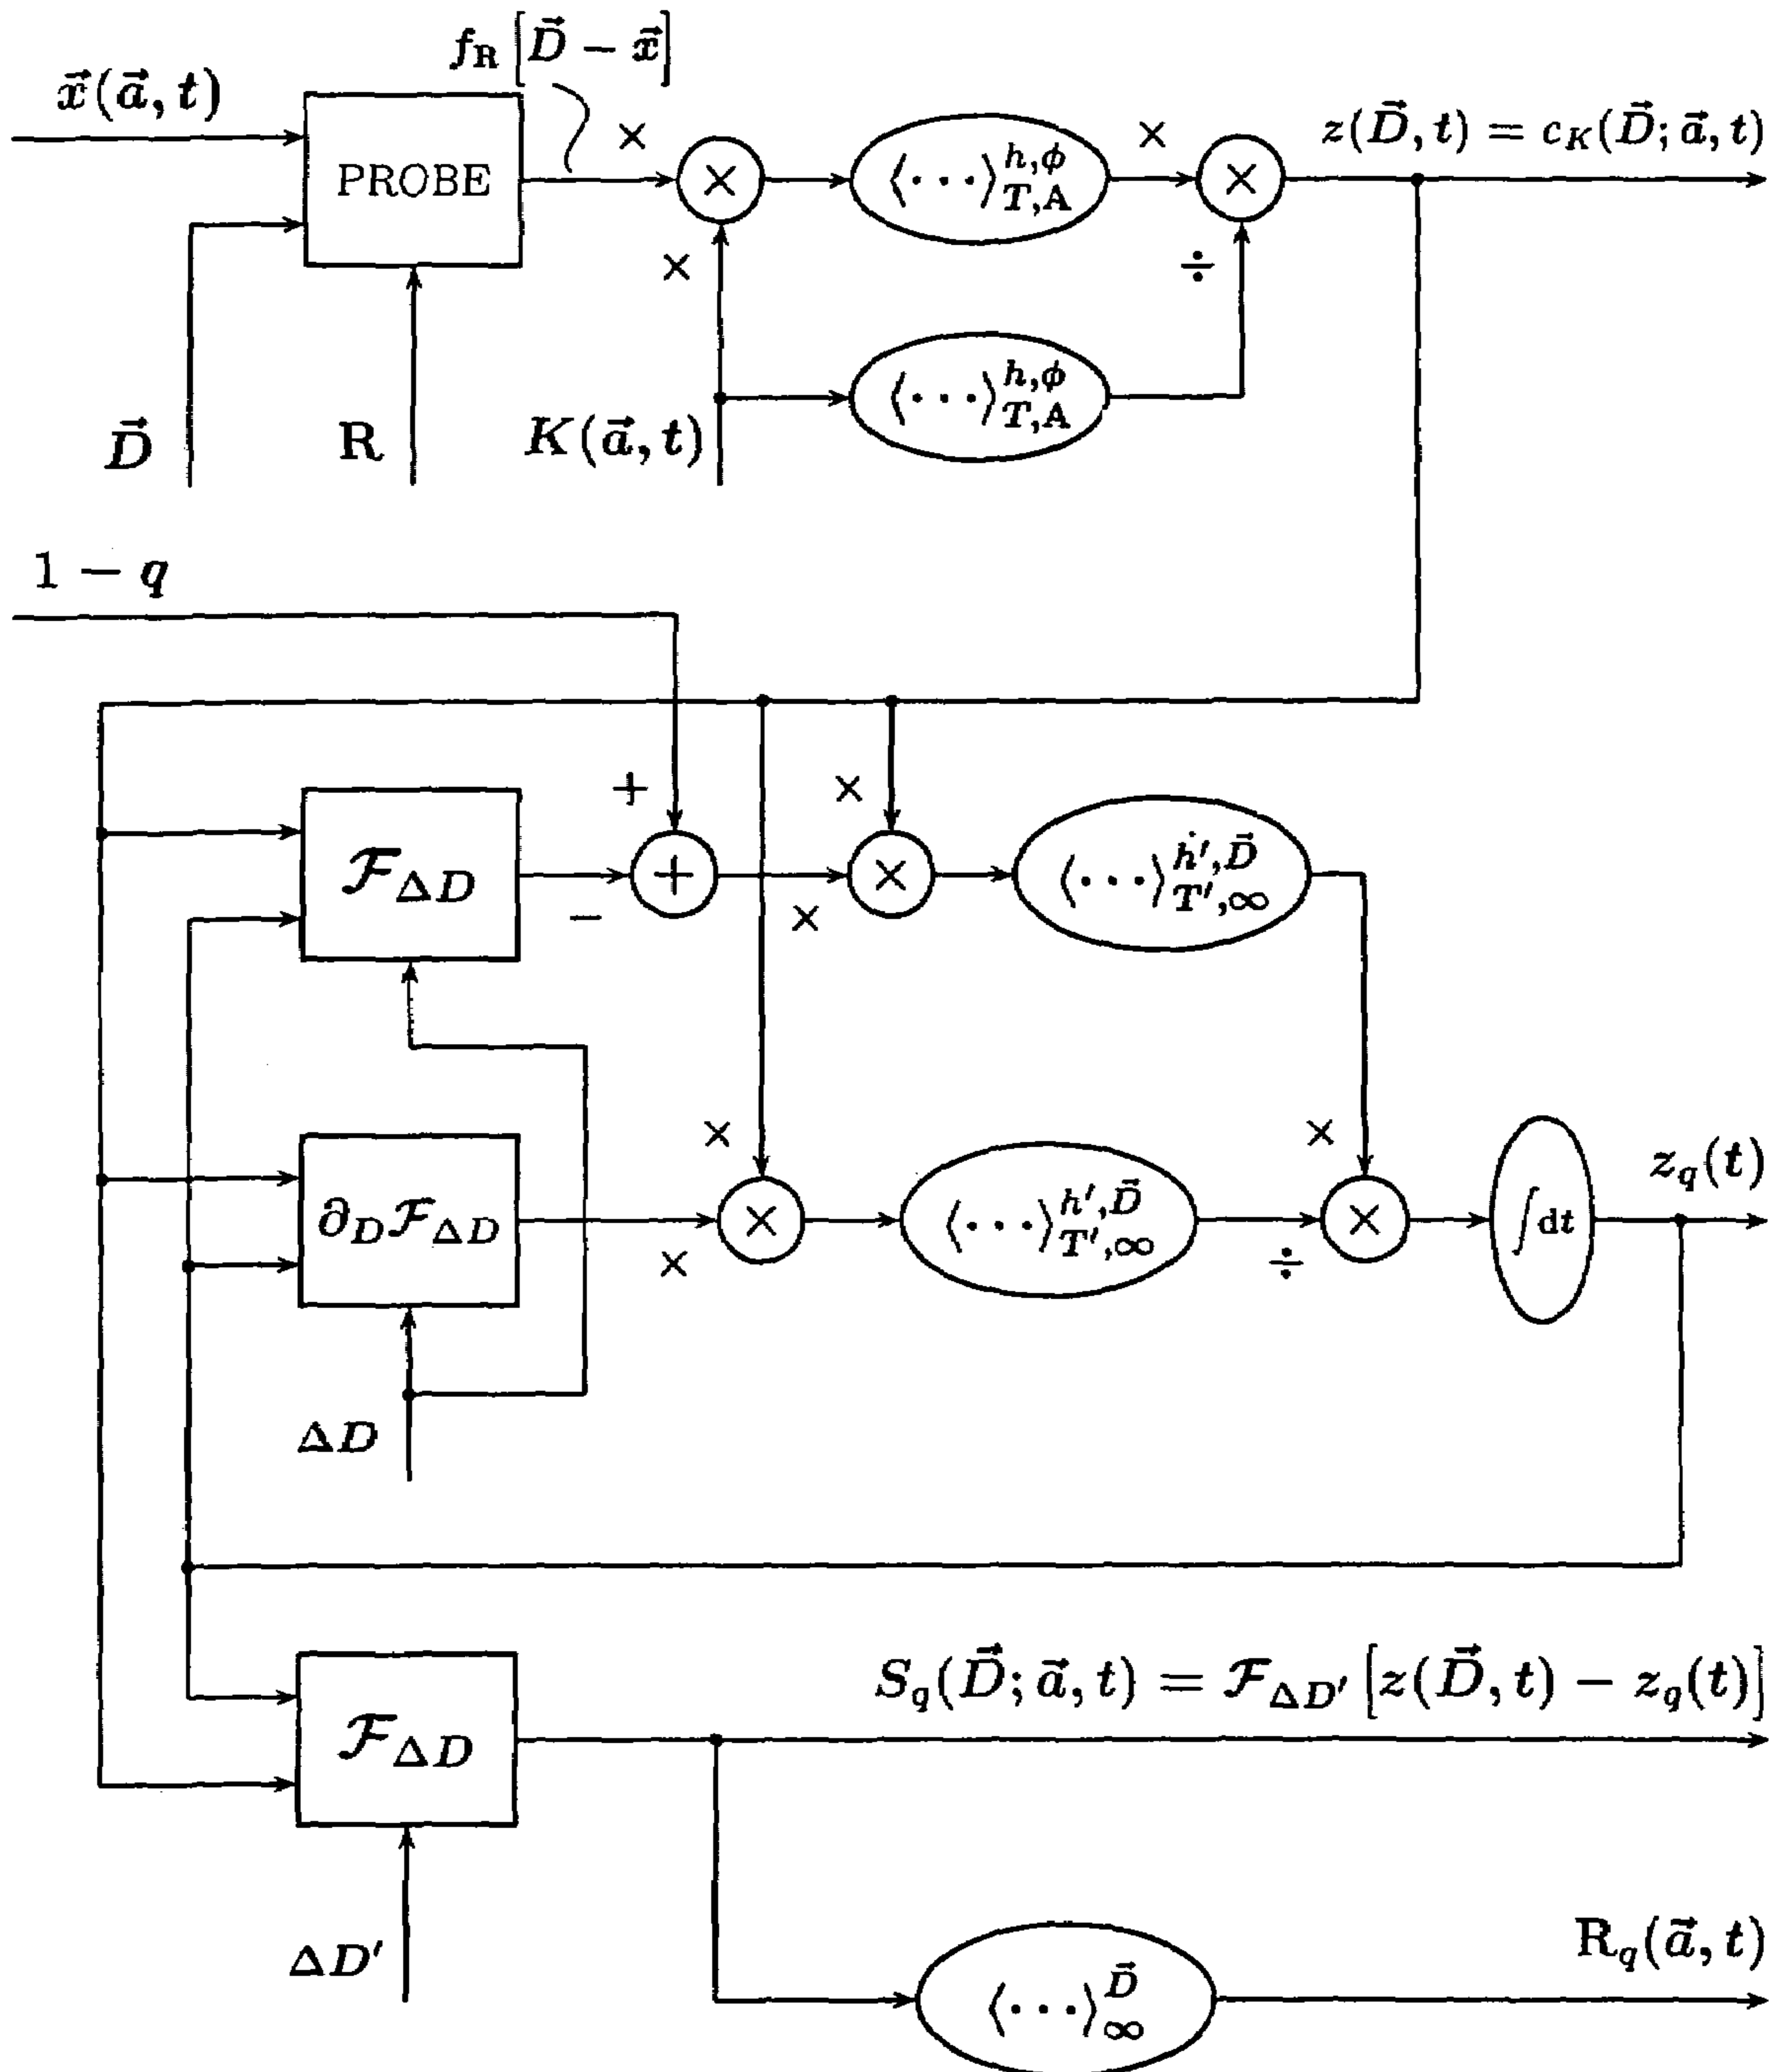 f_R [D⃗ − x⃗]
x⃗(a⃗, t)
PROBE
×
×
⟨···⟩^{h,ϕ}_{T,A}
×
×
z(D⃗, t) = c_K(D⃗; a⃗, t)
×
÷
⟨···⟩^{h,ϕ}_{T,A}
D⃗
R
K(a⃗, t)
1 − q
+
×
ℱ_{ΔD}
+
−
×
×
⟨···⟩^{ḣ′,D⃗}_{T′,∞}
×
×
∂_D ℱ_{ΔD}
×
×
⟨···⟩^{h′,D⃗}_{T′,∞}
÷
×
∫dt
z_q(t)
ΔD
S_q(D⃗; a⃗, t) = ℱ_{ΔD′} [z(D⃗, t) − z_q(t)]
ℱ_{ΔD}
ΔD′
⟨···⟩^{D⃗}_∞
R_q(a⃗, t)